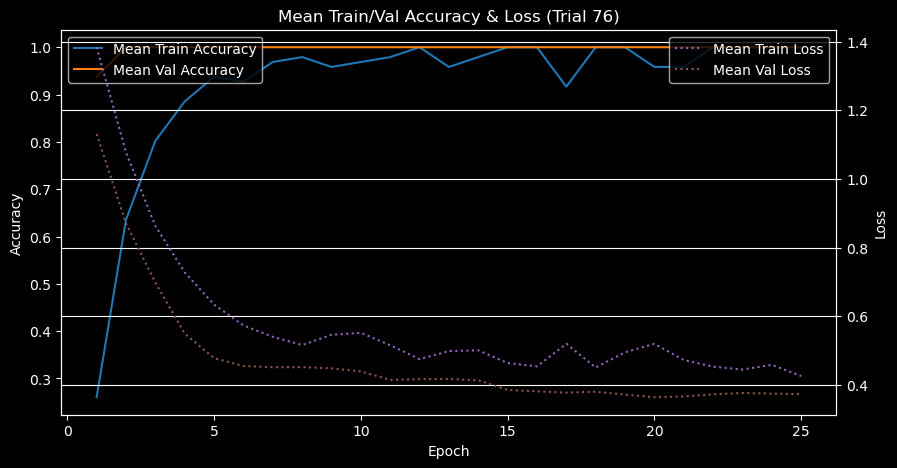 Mean Train/Val Accuracy & Loss (Trial 76)
Mean Train Accuracy
Mean Val Accuracy
Mean Train Loss
Mean Val Loss
1.0
0.9
0.8
0.7
0.6
0.5
0.4
0.3
Accuracy
1.4
1.2
1.0
0.8
0.6
0.4
Loss
0
5
10
15
20
25
Epoch